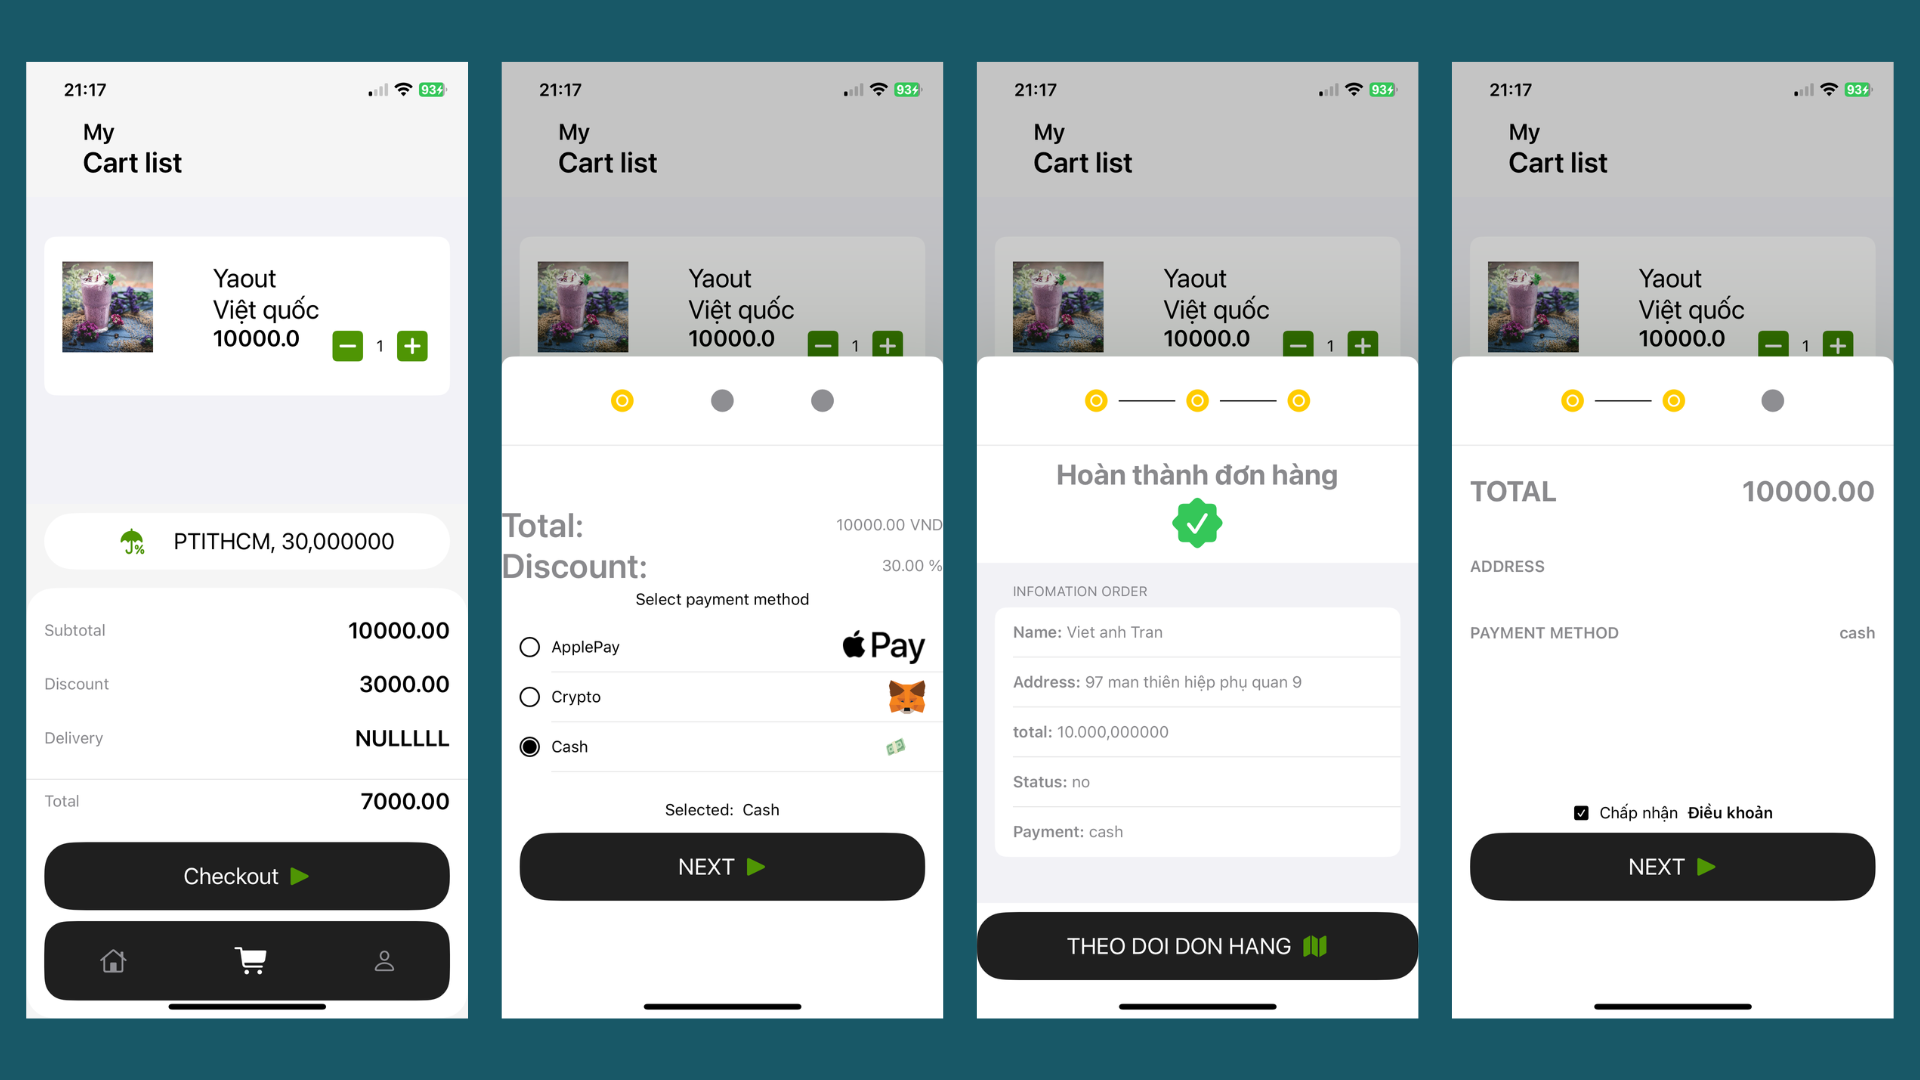 21:17
93
My
Cart list
Yaout
Việt quốc
10000.0
1
PTITHCM, 30,000000
Subtotal 10000.00
Discount 3000.00
Delivery NULLLLL
Total 7000.00
Checkout
21:17
93
My
Cart list
Yaout
Việt quốc
10000.0
1
Total: 10000.00 VND
Discount: 30.00 %
Select payment method
ApplePay Pay
Crypto
Cash
Selected: Cash
NEXT
21:17
93
My
Cart list
Yaout
Việt quốc
10000.0
1
Hoàn thành đơn hàng
INFOMATION ORDER
Name: Viet anh Tran
Address: 97 man thiên hiệp phụ quan 9
total: 10.000,000000
Status: no
Payment: cash
THEO DOI DON HANG
21:17
93
My
Cart list
Yaout
Việt quốc
10000.0
1
TOTAL 10000.00
ADDRESS
PAYMENT METHOD cash
Chấp nhận Điều khoản
NEXT